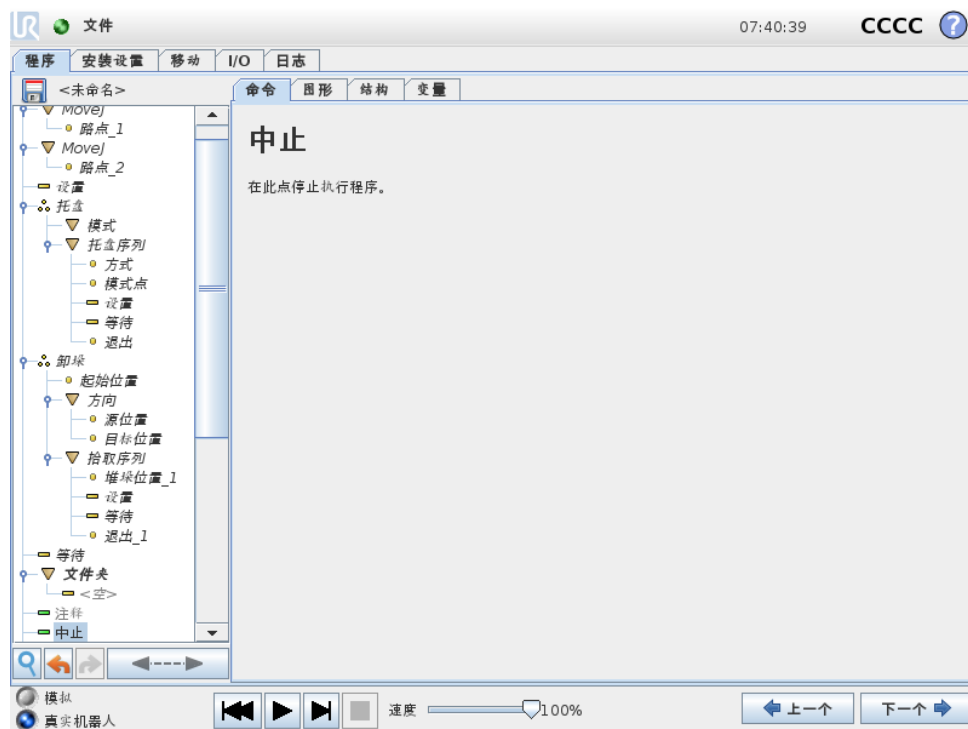 UR 文件 07:40:39 CCCC ?
程序 安装设置 移动 I/O 日志
<未命名> 命令 图形 结构 变量
MoveJ
路点_1
MoveJ
路点_2
设置
托盘
模式
托盘序列
方式
模式点
设置
等待
退出
卸垛
起始位置
方向
源位置
目标位置
拾取序列
堆垛位置_1
设置
等待
退出_1
等待
文件夹
<空>
注释
中止
中止
在此点停止执行程序。
模拟
真实机器人
速度 100% 上一个 下一个